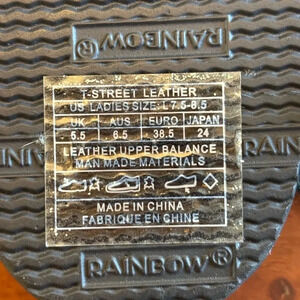 RAINBOW®
RAINBOW®
T-STREET LEATHER
US LADIES SIZE: L 7.5-8.5
UK AUS EURO JAPAN
5.5 6.5 38.5 24
LEATHER UPPER BALANCE
MAN MADE MATERIALS
MADE IN CHINA
FABRIQUE EN CHINE
RAINBOW®